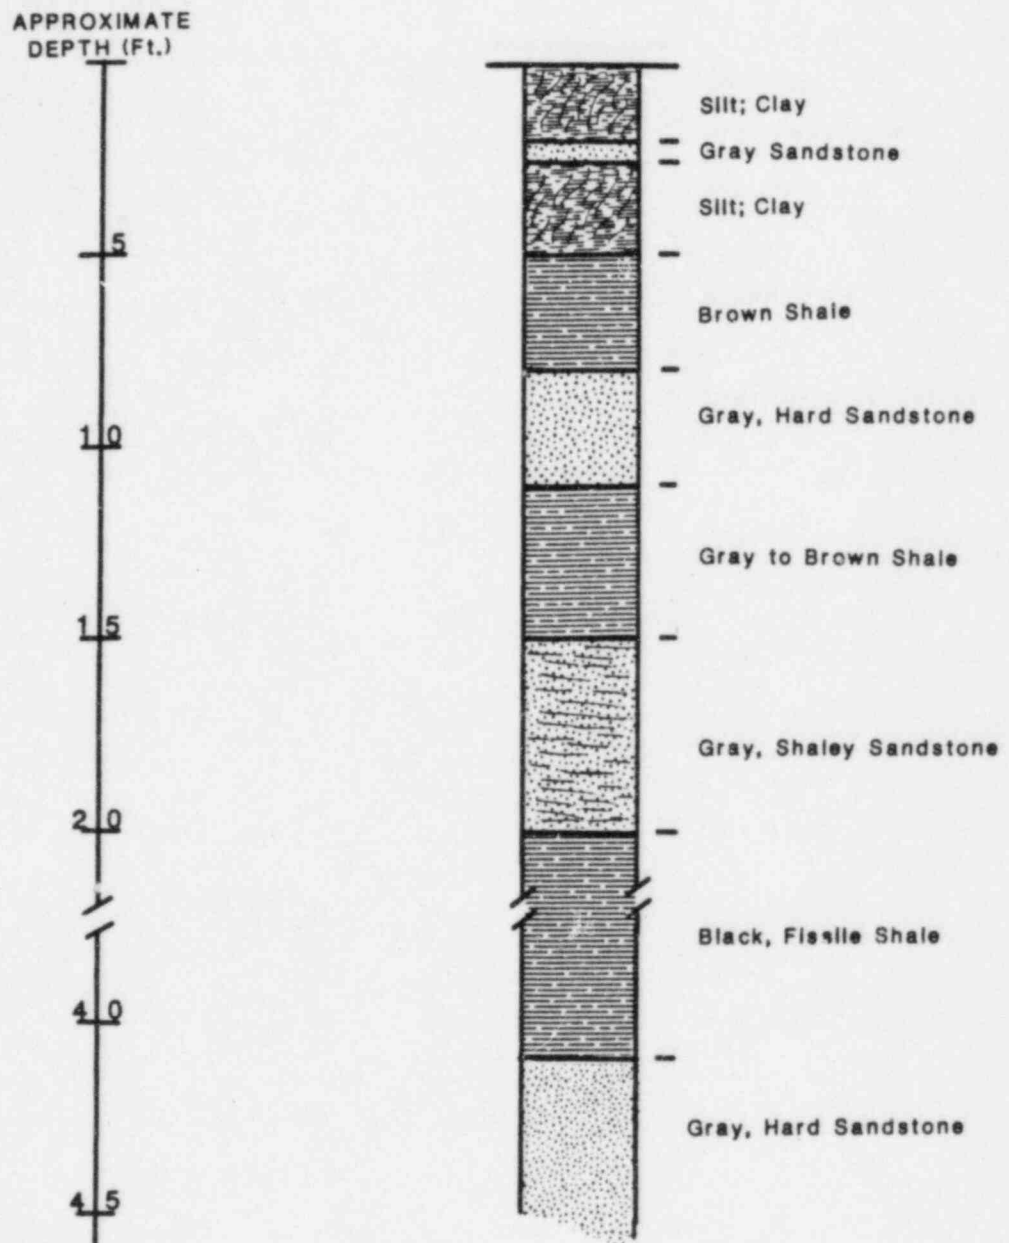 APPROXIMATE
DEPTH (Ft.)
Silt; Clay
Gray Sandstone
Silt; Clay
5
Brown Shale
Gray, Hard Sandstone
10
Gray to Brown Shale
15
Gray, Shaley Sandstone
20
Black, Fissile Shale
40
Gray, Hard Sandstone
45